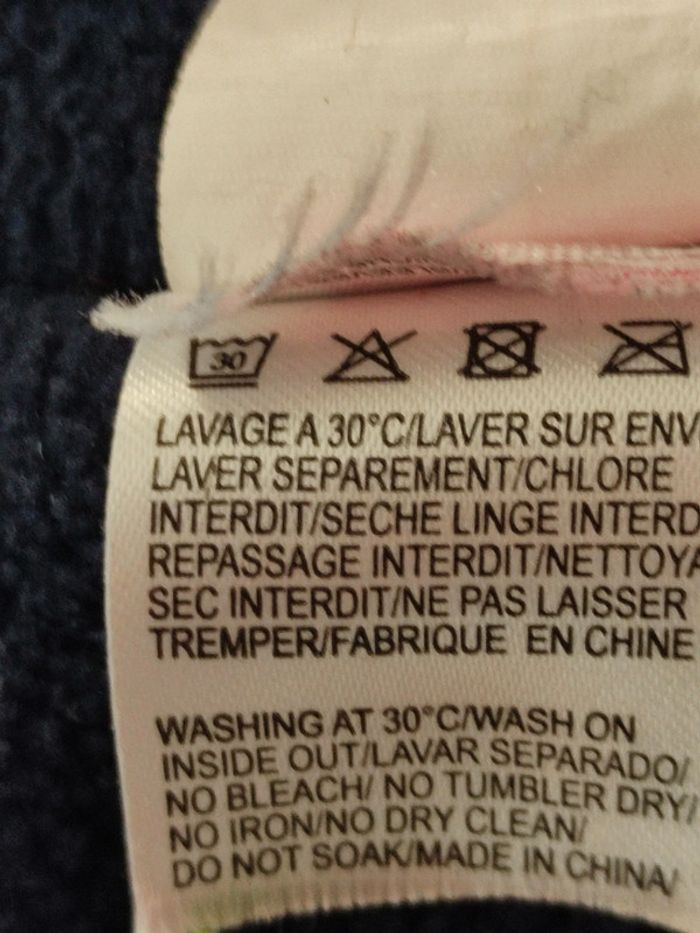 30
LAVAGE A 30°C/LAVER SUR ENV
LAVER SEPAREMENT/CHLORE
INTERDIT/SECHE LINGE INTERD
REPASSAGE INTERDIT/NETTOYA
SEC INTERDIT/NE PAS LAISSER
TREMPER/FABRIQUE EN CHINE
WASHING AT 30°C/WASH ON
INSIDE OUT/LAVAR SEPARADO/
NO BLEACH/ NO TUMBLER DRY/
NO IRON/NO DRY CLEAN/
DO NOT SOAK/MADE IN CHINA/